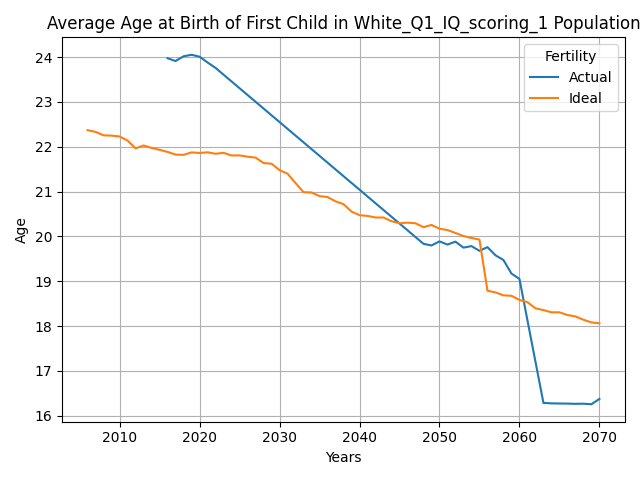 Average Age at Birth of First Child in White_Q1_IQ_scoring_1 Population
Fertility
Actual
Ideal
Age
24
23
22
21
20
19
18
17
16
2010 2020 2030 2040 2050 2060 2070
Years